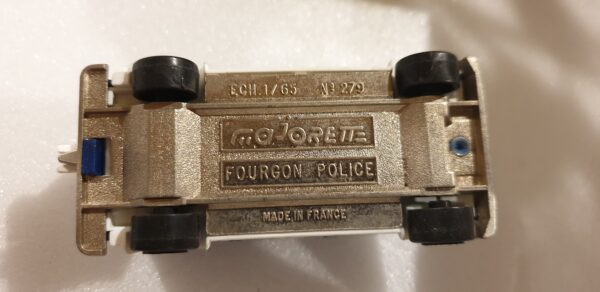 ECH.1/65 Nº 279
MAJORETTE
FOURGON POLICE
MADE IN FRANCE